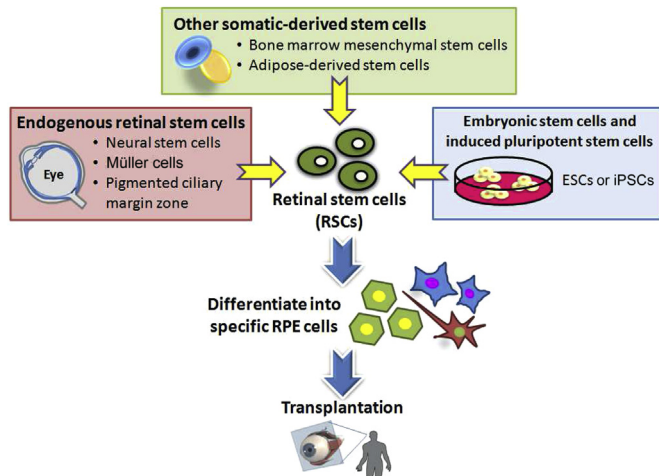 Other somatic-derived stem cells
• Bone marrow mesenchymal stem cells
• Adipose-derived stem cells
Endogenous retinal stem cells
• Neural stem cells
• Müller cells
• Pigmented ciliary
margin zone
Eye
Embryonic stem cells and
induced pluripotent stem cells
ESCs or iPSCs
Retinal stem cells
(RSCs)
Differentiate into
specific RPE cells
Transplantation